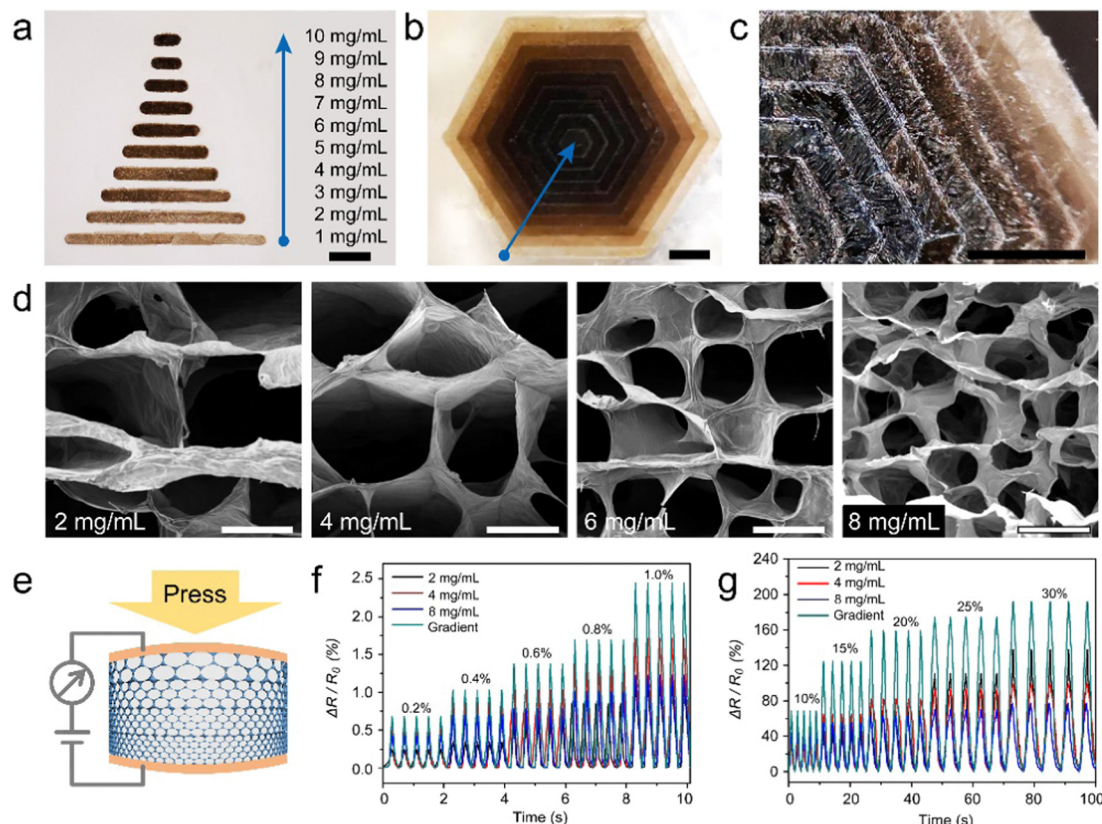 a
10 mg/mL
9 mg/mL
8 mg/mL
7 mg/mL
6 mg/mL
5 mg/mL
4 mg/mL
3 mg/mL
2 mg/mL
1 mg/mL
b
c
d
2 mg/mL
4 mg/mL
6 mg/mL
8 mg/mL
e
Press
f
2.5
2.0
1.5
1.0
0.5
0.0
ΔR / R0 (%)
2 mg/mL
4 mg/mL
8 mg/mL
Gradient
0.2%
0.4%
0.6%
0.8%
1.0%
0 2 4 6 8 10
Time (s)
g
240
200
160
120
80
40
0
ΔR / R0 (%)
2 mg/mL
4 mg/mL
8 mg/mL
Gradient
10%
15%
20%
25%
30%
0 20 40 60 80 100
Time (s)